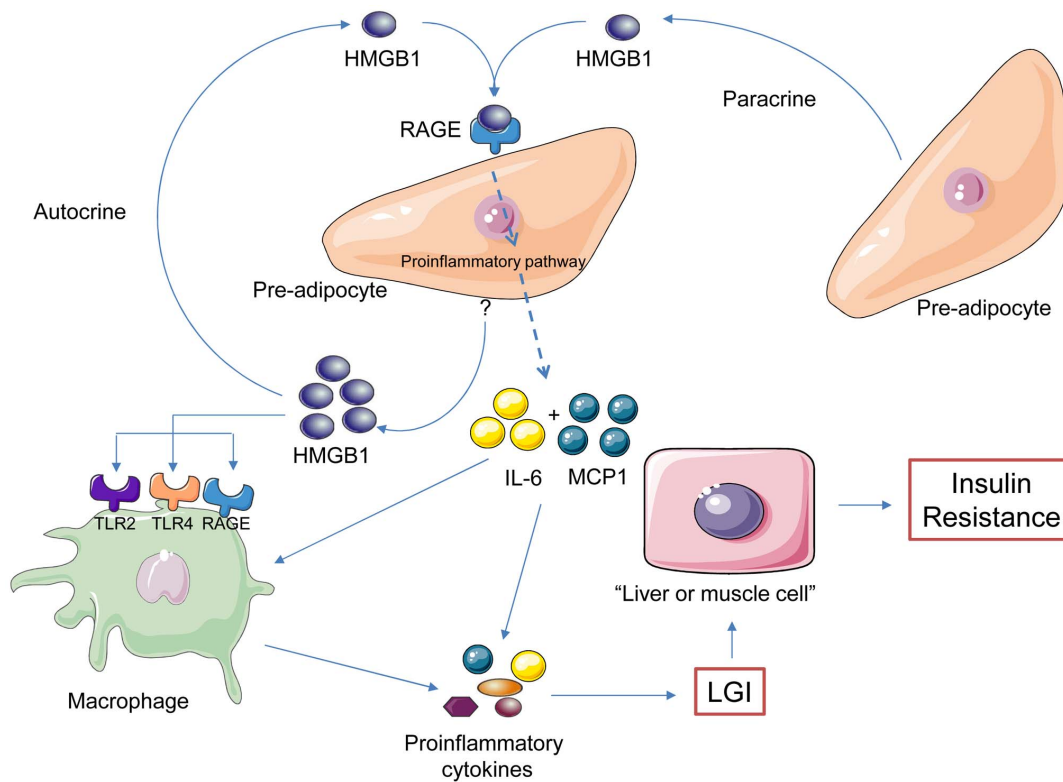 HMGB1
HMGB1
RAGE
Paracrine
Autocrine
Proinflammatory pathway
Pre-adipocyte
?
Pre-adipocyte
HMGB1
+
IL-6
MCP1
Insulin
Resistance
TLR2
TLR4
RAGE
“Liver or muscle cell”
Macrophage
LGI
Proinflammatory
cytokines